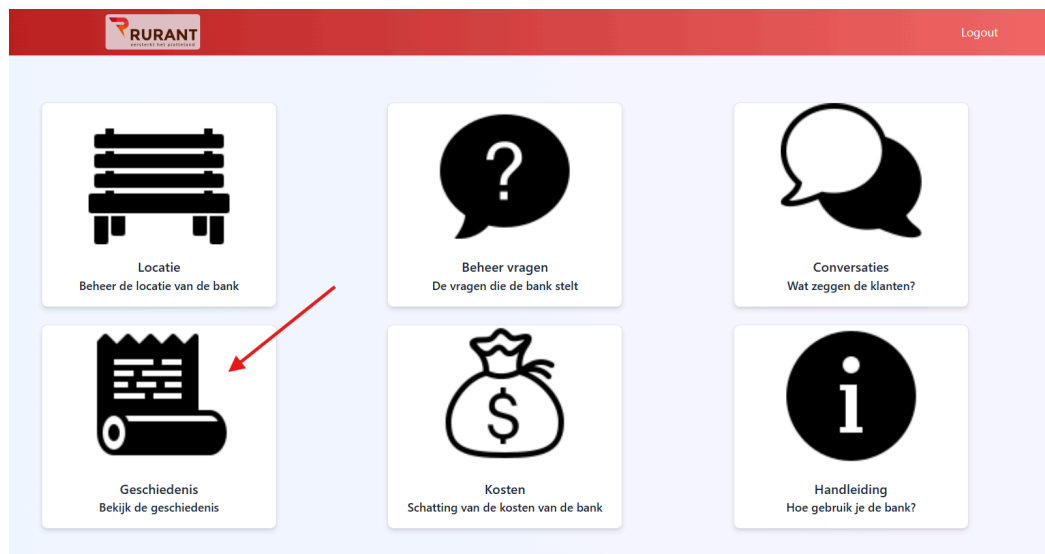 RURANT
versterkt het platteland
Logout
?
Locatie
Beheer de locatie van de bank
Beheer vragen
De vragen die de bank stelt
Conversaties
Wat zeggen de klanten?
$
i
Geschiedenis
Bekijk de geschiedenis
Kosten
Schatting van de kosten van de bank
Handleiding
Hoe gebruik je de bank?